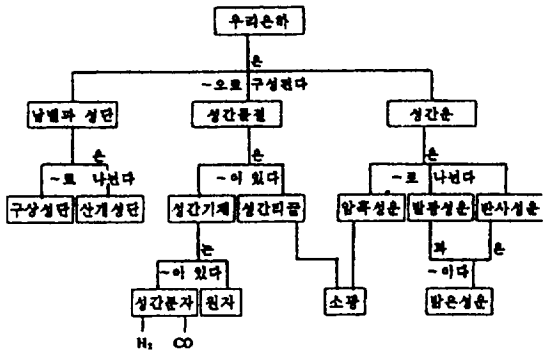 우리은하
은
~으로 구성된다
낱별과 성단 성간물질 성간운
은 은 은
~로 나뉜다 ~이 있다 ~로 나뉜다
구상성단 산개성단 성간기체 성간티끌 암흑성운 발광성운 반사성운
는 과 은
~이 있다 ~이다
성간분자 원자 소광 밝은성운
H₂ CO